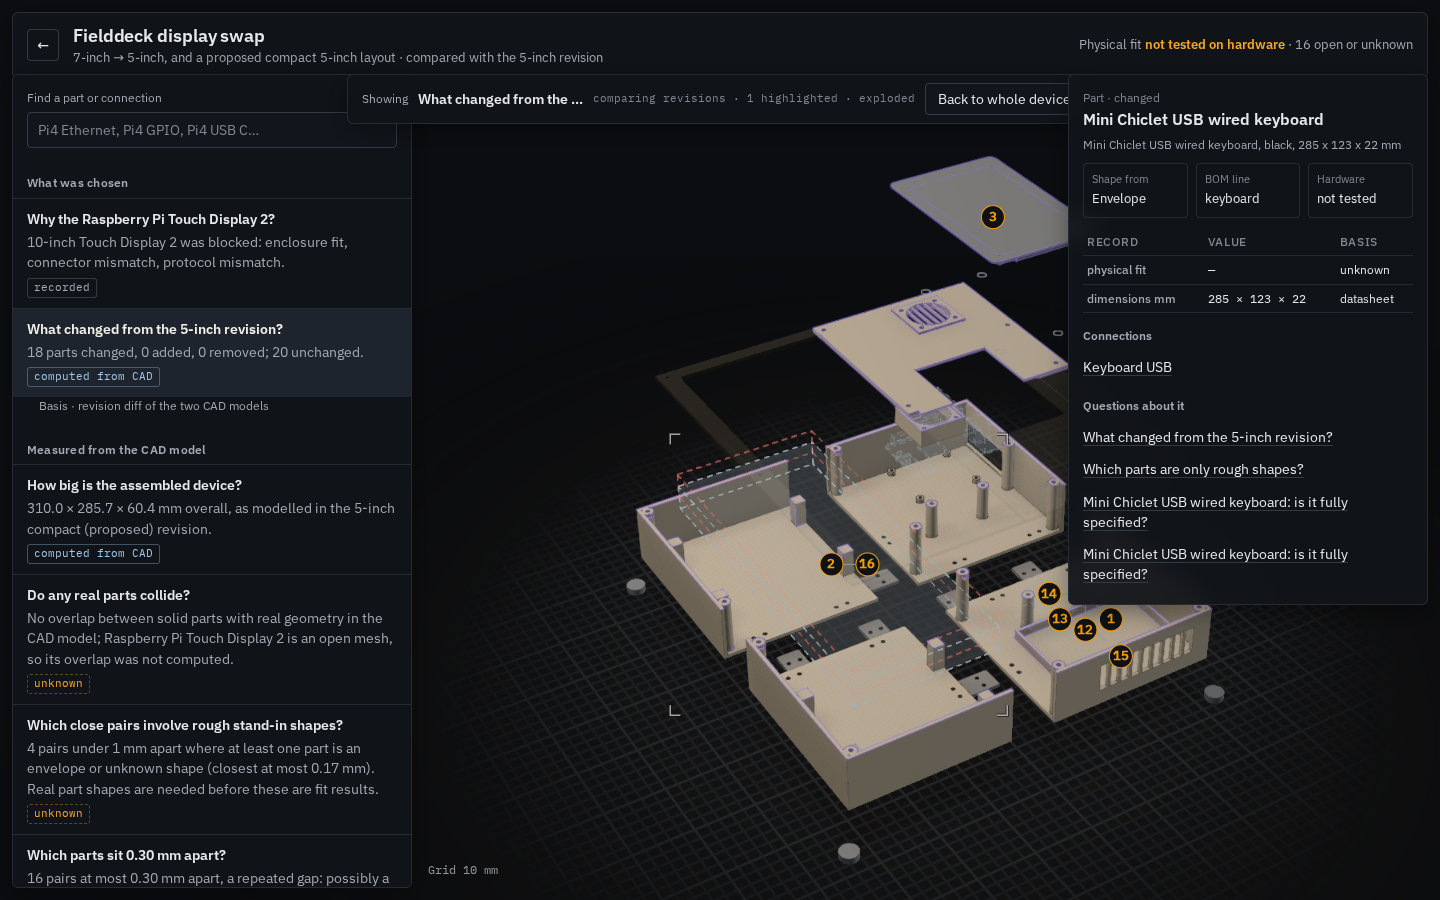 ←
Fielddeck display swap
7-inch → 5-inch, and a proposed compact 5-inch layout · compared with the 5-inch revision
Physical fit not tested on hardware · 16 open or unknown
Find a part or connection
Pi4 Ethernet, Pi4 GPIO, Pi4 USB C...
What was chosen
Why the Raspberry Pi Touch Display 2?
10-inch Touch Display 2 was blocked: enclosure fit,
connector mismatch, protocol mismatch.
recorded
What changed from the 5-inch revision?
18 parts changed, 0 added, 0 removed; 20 unchanged.
computed from CAD
Basis · revision diff of the two CAD models
Measured from the CAD model
How big is the assembled device?
310.0 × 285.7 × 60.4 mm overall, as modelled in the 5-inch
compact (proposed) revision.
computed from CAD
Do any real parts collide?
No overlap between solid parts with real geometry in the
CAD model; Raspberry Pi Touch Display 2 is an open mesh,
so its overlap was not computed.
unknown
Which close pairs involve rough stand-in shapes?
4 pairs under 1 mm apart where at least one part is an
envelope or unknown shape (closest at most 0.17 mm).
Real part shapes are needed before these are fit results.
unknown
Which parts sit 0.30 mm apart?
16 pairs at most 0.30 mm apart, a repeated gap: possibly a
Showing What changed from the ... comparing revisions · 1 highlighted · exploded Back to whole device
3
2
16
14
13
12
1
15
Grid 10 mm
Part · changed
Mini Chiclet USB wired keyboard
Mini Chiclet USB wired keyboard, black, 285 x 123 x 22 mm
Shape from
Envelope
BOM line
keyboard
Hardware
not tested
RECORD VALUE BASIS
physical fit — unknown
dimensions mm 285 × 123 × 22 datasheet
Connections
Keyboard USB
Questions about it
What changed from the 5-inch revision?
Which parts are only rough shapes?
Mini Chiclet USB wired keyboard: is it fully
specified?
Mini Chiclet USB wired keyboard: is it fully
specified?